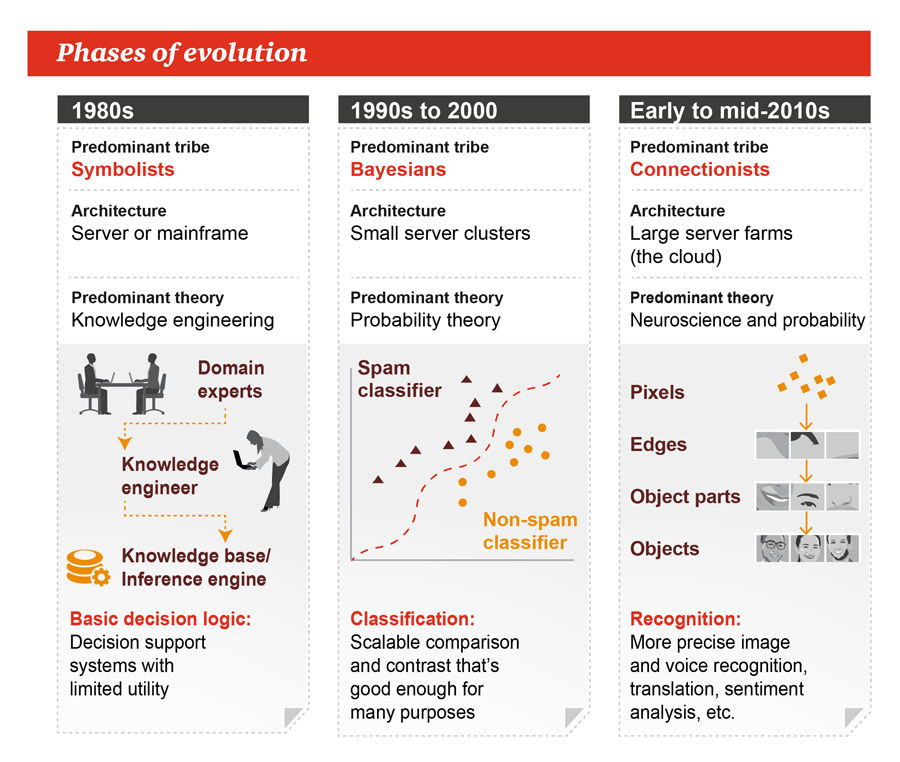 Phases of evolution
1980s
Predominant tribe
Symbolists
Architecture
Server or mainframe
Predominant theory
Knowledge engineering
Domain
experts
Knowledge
engineer
Knowledge base/
Inference engine
Basic decision logic:
Decision support
systems with
limited utility
1990s to 2000
Predominant tribe
Bayesians
Architecture
Small server clusters
Predominant theory
Probability theory
Spam
classifier
Non-spam
classifier
Classification:
Scalable comparison
and contrast that’s
good enough for
many purposes
Early to mid-2010s
Predominant tribe
Connectionists
Architecture
Large server farms
(the cloud)
Predominant theory
Neuroscience and probability
Pixels
Edges
Object parts
Objects
Recognition:
More precise image
and voice recognition,
translation, sentiment
analysis, etc.